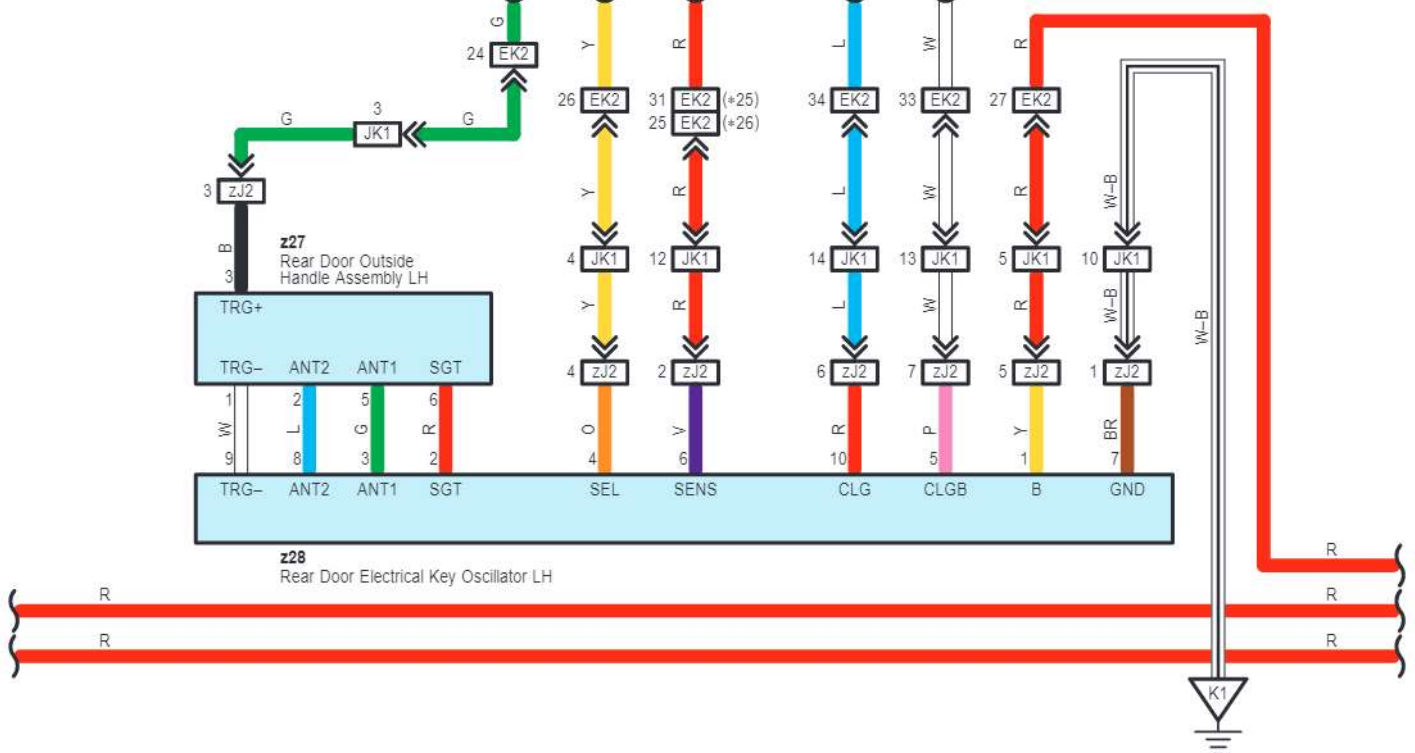 G Y R L W R
24 EK2
26 EK2 31 EK2 (*25) 34 EK2 33 EK2 27 EK2
25 EK2 (*26)
3
G JK1 G
3 zJ2
Y R L W R W–B
B
3
z27
Rear Door Outside
Handle Assembly LH
4 JK1 12 JK1 14 JK1 13 JK1 5 JK1 10 JK1
TRG+
Y R L W R W–B W–B
TRG– ANT2 ANT1 SGT
4 zJ2 2 zJ2 6 zJ2 7 zJ2 5 zJ2 1 zJ2
1 2 5 6
W L G R O V R P Y BR
9 8 3 2 4 6 10 5 1 7
TRG– ANT2 ANT1 SGT SEL SENS CLG CLGB B GND
z28
Rear Door Electrical Key Oscillator LH
R
R R
R R
K1